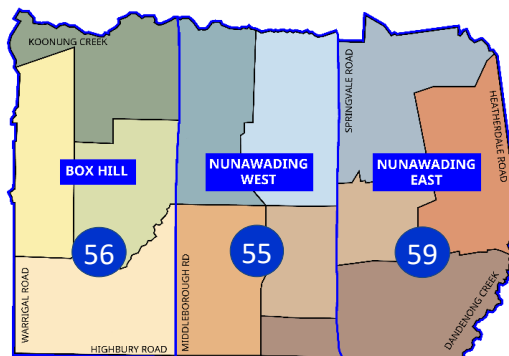 KOONUNG CREEK
SPRINGVALE ROAD
HEATHERDALE ROAD
BOX HILL
NUNAWADING
WEST
NUNAWADING
EAST
56
55
59
WARRIGAL ROAD
MIDDLEBOROUGH RD
DANDENONG CREEK
HIGHBURY ROAD